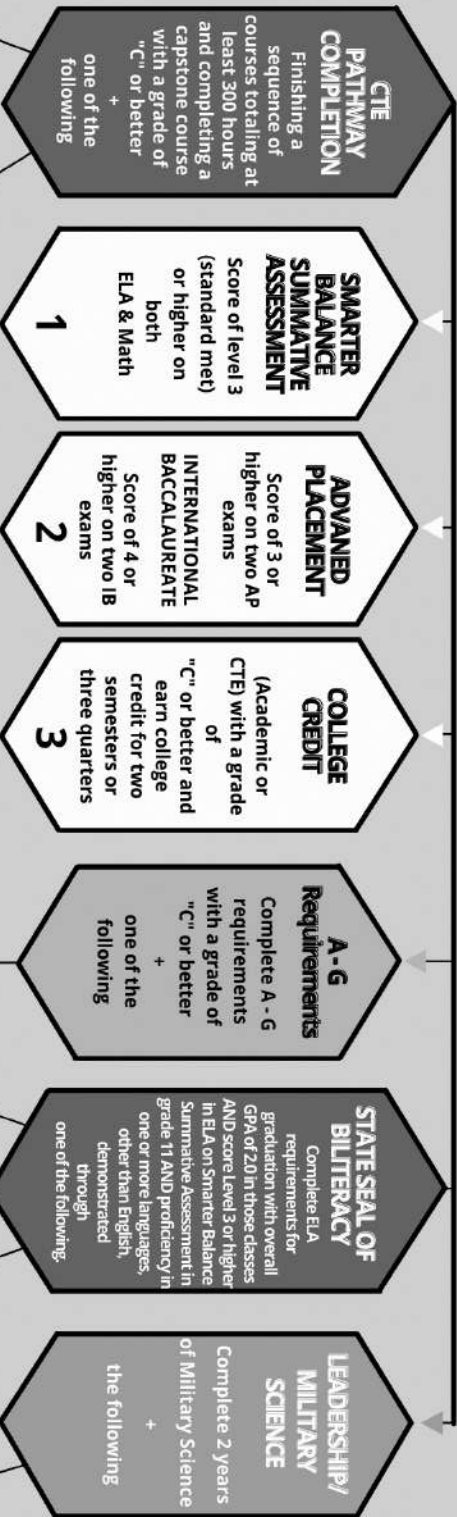 CTE
PATHWAY
COMPLETION
Finishing a
sequence of
courses totaling at
least 300 hours
and completing a
capstone course
with a grade of
"C" or better
+
one of the
following
SMARTER
BALANCE
SUMMATIVE
ASSESSMENT
Score of level 3
(standard met)
or higher on
both
ELA & Math
1
ADVANED
PLACEMENT
Score of 3 or
higher on two AP
exams
INTERNATIONAL
BACCALAUREATE
Score of 4 or
higher on two IB
exams
2
COLLEGE
CREDIT
(Academic or
CTE) with a grade
of
"C" or better and
earn college
credit for two
semesters or
three quarters
3
A - G
Requirements
Complete A - G
requirements
with a grade of
"C" or better
+
one of the
following
STATE SEAL OF
BILITERACY
Complete ELA
requirements for
graduation with overall
GPA of 2.0 in those classes
AND score Level 3 or higher
in ELA on Smarter Balance
Summative Assessment in
grade 11 AND proficiency in
one or more languages,
other than English,
demonstrated
through
one of the following.
LEADERSHIP/
MILITARY
SCIENCE
Complete 2 years
of Military Science
+
the following